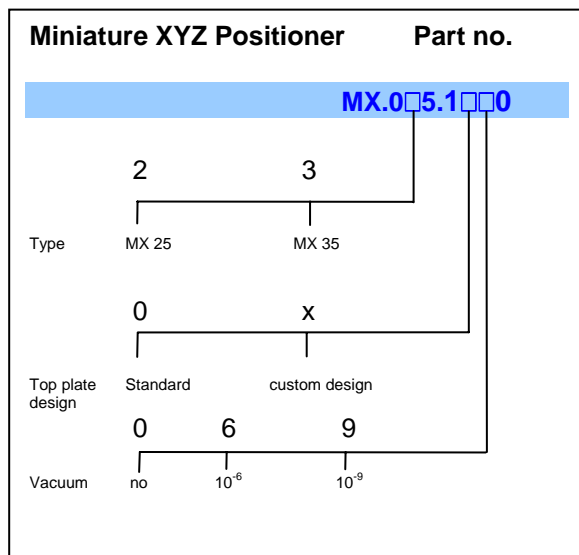 Miniature XYZ Positioner Part no.
MX.0□5.1□□0
2 3
Type MX 25 MX 35
0 x
Top plate design Standard custom design
0 6 9
Vacuum no 10⁻⁶ 10⁻⁹